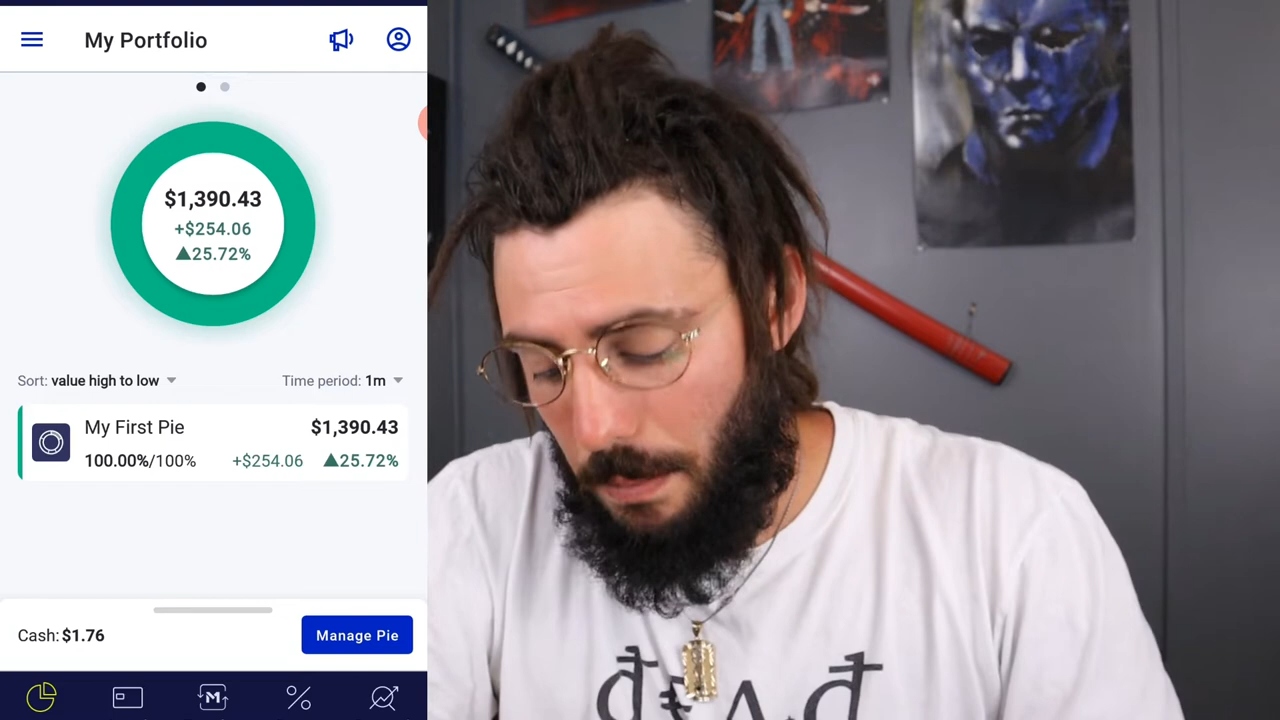 My Portfolio
$1,390.43
+$254.06
▲25.72%
Sort: value high to low
Time period: 1m
My First Pie $1,390.43
100.00%/100% +$254.06 ▲25.72%
Cash: $1.76
Manage Pie
M
%
dEAd